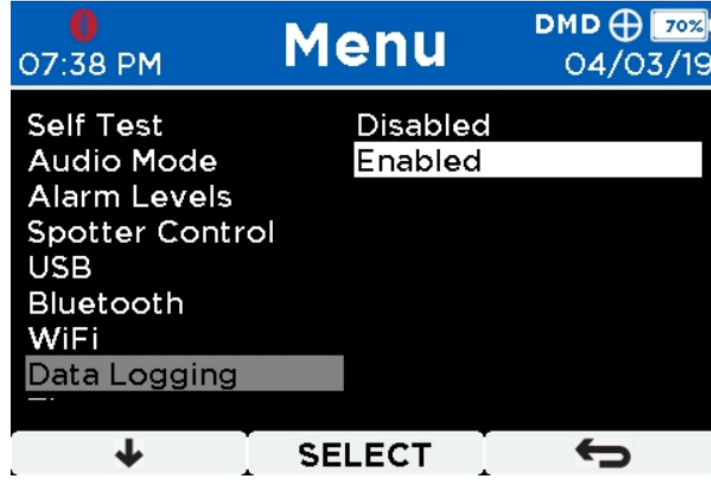 07:38 PM
Menu
DMD 70%
04/03/19
Self Test
Disabled
Audio Mode
Enabled
Alarm Levels
Spotter Control
USB
Bluetooth
WiFi
Data Logging
SELECT